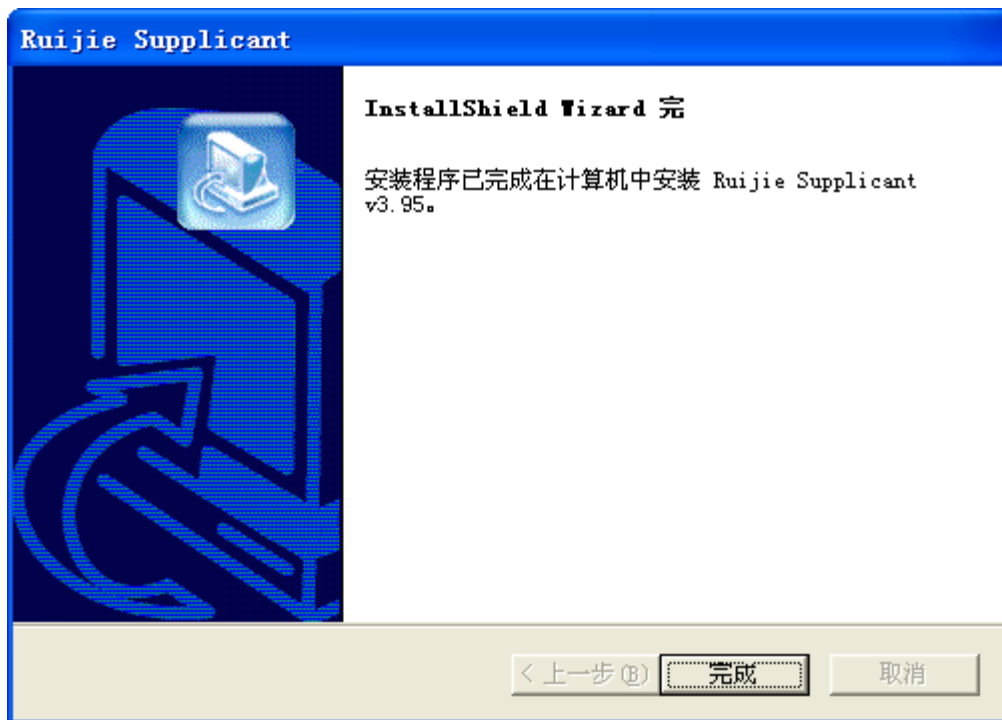 Ruijie Supplicant
InstallShield Wizard 完
安装程序已完成在计算机中安装 Ruijie Supplicant
v3.95。
< 上一步(B)
完成
取消